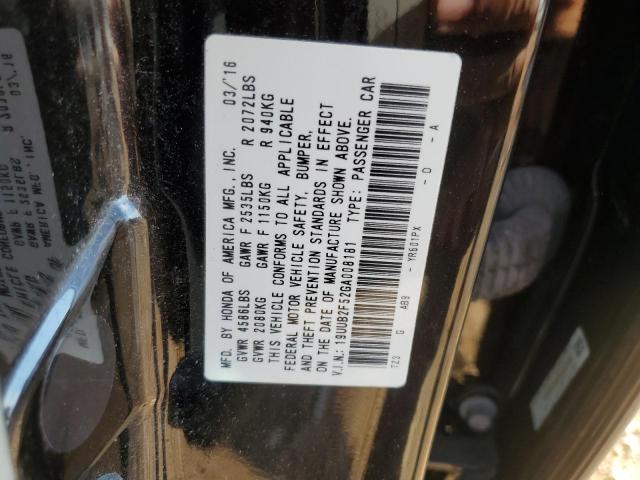 MFD. BY HONDA OF AMERICA MFG., INC. 03/'16
GVWR 4586LBS GAWR F 2535LBS R 2072LBS
GVWR 2080KG GAWR F 1150KG R 940KG
THIS VEHICLE CONFORMS TO ALL APPLICABLE
FEDERAL MOTOR VEHICLE SAFETY, BUMPER,
AND THEFT PREVENTION STANDARDS IN EFFECT
ON THE DATE OF MANUFACTURE SHOWN ABOVE.
V.I.N.: 19UUB2F52GA008181 TYPE: PASSENGER CAR
TZ3 G AB9 - YR601PX - D - A